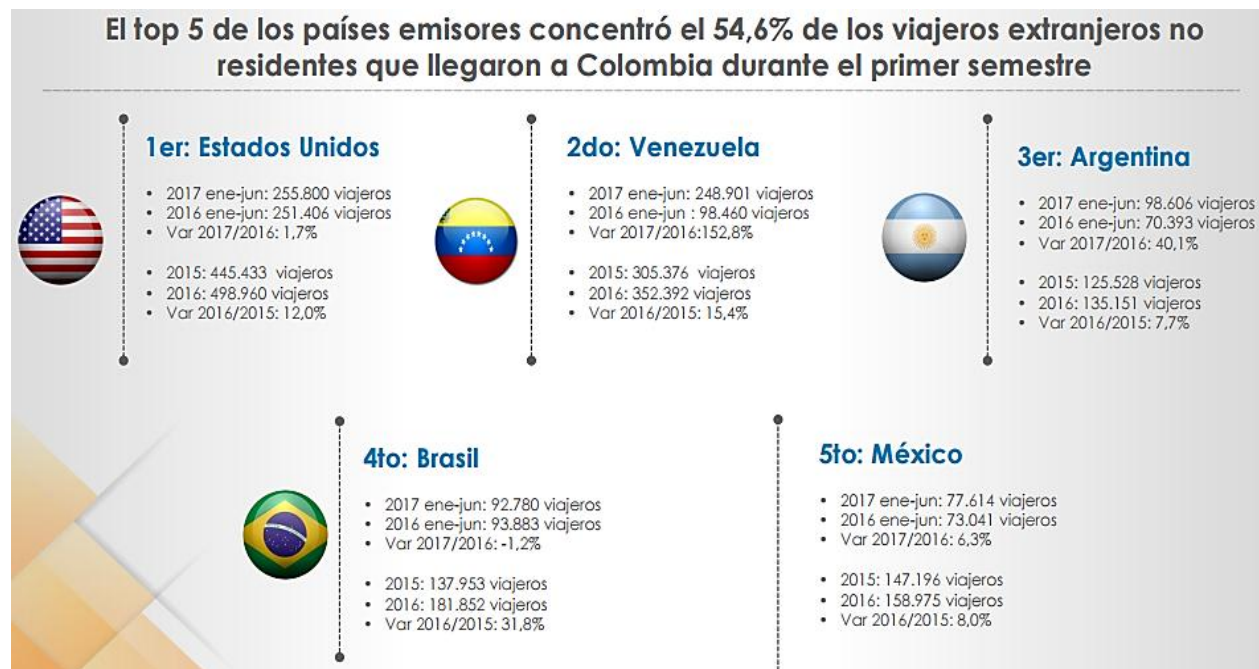 El top 5 de los países emisores concentró el 54,6% de los viajeros extranjeros no
residentes que llegaron a Colombia durante el primer semestre
1er: Estados Unidos
• 2017 ene-jun: 255.800 viajeros
• 2016 ene-jun: 251.406 viajeros
• Var 2017/2016: 1,7%
• 2015: 445.433 viajeros
• 2016: 498.960 viajeros
• Var 2016/2015: 12,0%
2do: Venezuela
• 2017 ene-jun: 248.901 viajeros
• 2016 ene-jun : 98.460 viajeros
• Var 2017/2016:152,8%
• 2015: 305.376 viajeros
• 2016: 352.392 viajeros
• Var 2016/2015: 15,4%
3er: Argentina
• 2017 ene-jun: 98.606 viajeros
• 2016 ene-jun: 70.393 viajeros
• Var 2017/2016: 40,1%
• 2015: 125.528 viajeros
• 2016: 135.151 viajeros
• Var 2016/2015: 7,7%
4to: Brasil
• 2017 ene-jun: 92.780 viajeros
• 2016 ene-jun: 93.883 viajeros
• Var 2017/2016: -1,2%
• 2015: 137.953 viajeros
• 2016: 181.852 viajeros
• Var 2016/2015: 31,8%
5to: México
• 2017 ene-jun: 77.614 viajeros
• 2016 ene-jun: 73.041 viajeros
• Var 2017/2016: 6,3%
• 2015: 147.196 viajeros
• 2016: 158.975 viajeros
• Var 2016/2015: 8,0%